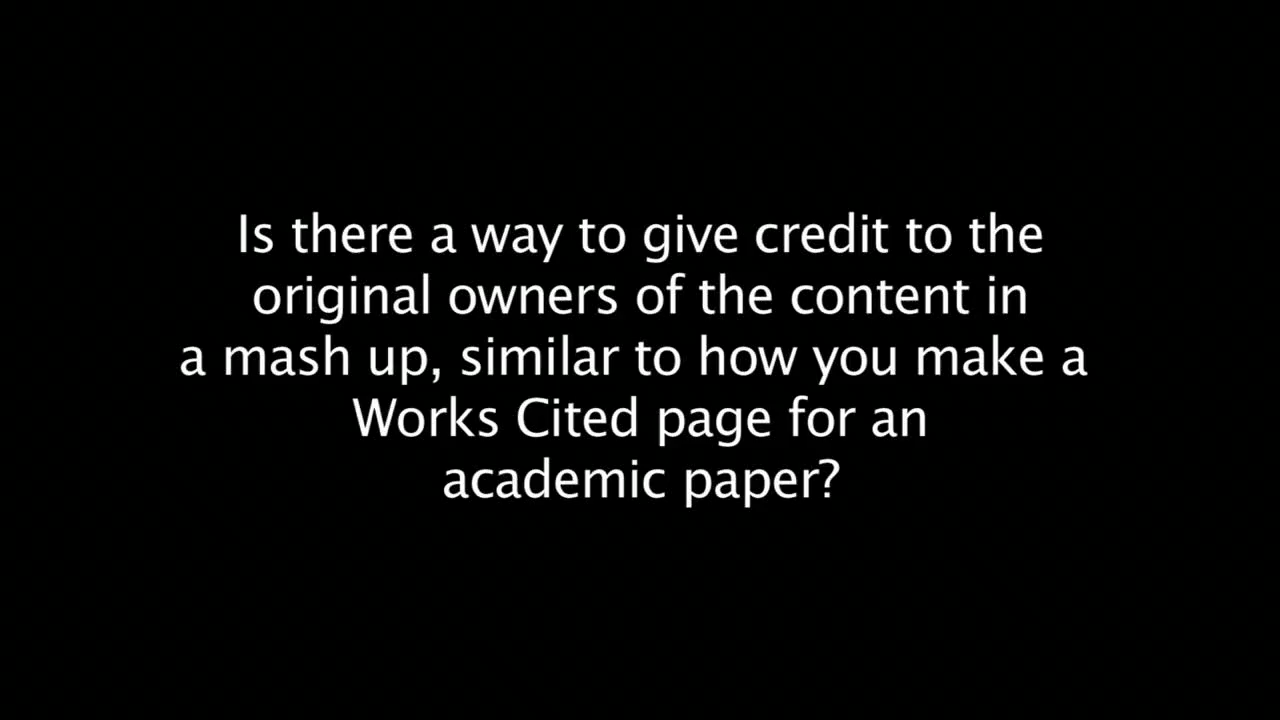 Is there a way to give credit to the
original owners of the content in
a mash up, similar to how you make a
Works Cited page for an
academic paper?